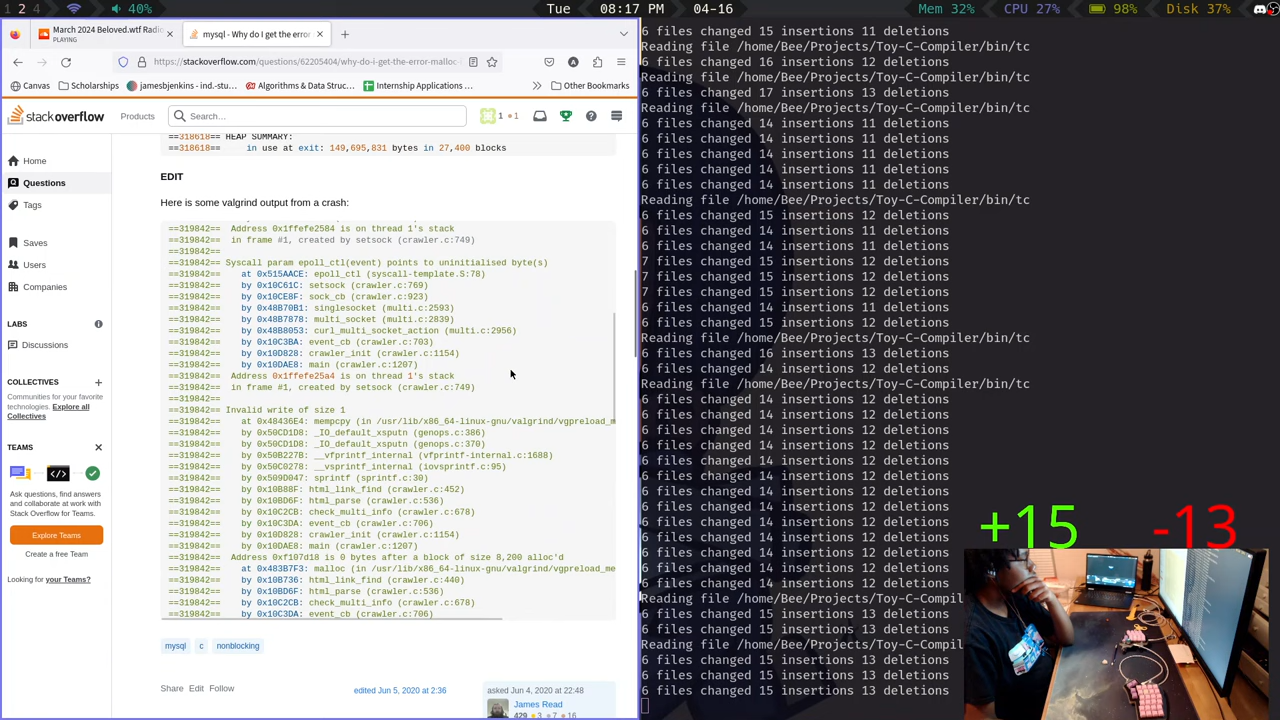 1 2 3 40% Tue 08:17 PM 04-16 Mem 32% CPU 27% 98% Disk 37%
March 2024 Beloved.wtf Radio
PLAYING
mysql - Why do I get the error
https://stackoverflow.com/questions/62205404/why-do-i-get-the-error-malloc
Canvas Scholarships jamesbjenkins - ind.-stu… Algorithms & Data Struc… Internship Applications … Other Bookmarks
stackoverflow Products Search… 1 1
Home
Questions
Tags
Saves
Users
Companies
LABS
Discussions
COLLECTIVES
Communities for your favorite
technologies. Explore all
Collectives
TEAMS
Ask questions, find answers
and collaborate at work with
Stack Overflow for Teams.
Explore Teams
Create a free Team
Looking for your Teams?
==318618== HEAP SUMMARY:
==318618== in use at exit: 149,695,831 bytes in 27,400 blocks
EDIT
Here is some valgrind output from a crash:
==319842== Address 0x1ffefe2584 is on thread 1's stack
==319842== in frame #1, created by setsock (crawler.c:749)
==319842==
==319842== Syscall param epoll_ctl(event) points to uninitialised byte(s)
==319842== at 0x515AACE: epoll_ctl (syscall-template.S:78)
==319842== by 0x10C61C: setsock (crawler.c:769)
==319842== by 0x10CE8F: sock_cb (crawler.c:923)
==319842== by 0x48B70B1: singlesocket (multi.c:2593)
==319842== by 0x48B7878: multi_socket (multi.c:2839)
==319842== by 0x48B8053: curl_multi_socket_action (multi.c:2956)
==319842== by 0x10C3BA: event_cb (crawler.c:703)
==319842== by 0x10D828: crawler_init (crawler.c:1154)
==319842== by 0x10DAE8: main (crawler.c:1207)
==319842== Address 0x1ffefe25a4 is on thread 1's stack
==319842== in frame #1, created by setsock (crawler.c:749)
==319842==
==319842== Invalid write of size 1
==319842== at 0x48436E4: mempcpy (in /usr/lib/x86_64-linux-gnu/valgrind/vgpreload_m
==319842== by 0x50CD1D8: _IO_default_xsputn (genops.c:386)
==319842== by 0x50CD1D8: _IO_default_xsputn (genops.c:370)
==319842== by 0x50B227B: __vfprintf_internal (vfprintf-internal.c:1688)
==319842== by 0x50C0278: __vsprintf_internal (iovsprintf.c:95)
==319842== by 0x509D047: sprintf (sprintf.c:30)
==319842== by 0x10B88F: html_link_find (crawler.c:452)
==319842== by 0x10BD6F: html_parse (crawler.c:536)
==319842== by 0x10C2CB: check_multi_info (crawler.c:678)
==319842== by 0x10C3DA: event_cb (crawler.c:706)
==319842== by 0x10D828: crawler_init (crawler.c:1154)
==319842== by 0x10DAE8: main (crawler.c:1207)
==319842== Address 0xf107d18 is 0 bytes after a block of size 8,200 alloc'd
==319842== at 0x483B7F3: malloc (in /usr/lib/x86_64-linux-gnu/valgrind/vgpreload_me
==319842== by 0x10B736: html_link_find (crawler.c:440)
==319842== by 0x10BD6F: html_parse (crawler.c:536)
==319842== by 0x10C2CB: check_multi_info (crawler.c:678)
==319842== by 0x10C3DA: event_cb (crawler.c:706)
mysql c nonblocking
Share Edit Follow
edited Jun 5, 2020 at 2:36
asked Jun 4, 2020 at 22:48
James Read
429 3 7 16
6 files changed 15 insertions 11 deletions
Reading file /home/Bee/Projects/Toy-C-Compiler/bin/tc
6 files changed 16 insertions 12 deletions
Reading file /home/Bee/Projects/Toy-C-Compiler/bin/tc
6 files changed 17 insertions 13 deletions
Reading file /home/Bee/Projects/Toy-C-Compiler/bin/tc
6 files changed 14 insertions 11 deletions
6 files changed 14 insertions 11 deletions
6 files changed 14 insertions 11 deletions
6 files changed 14 insertions 11 deletions
6 files changed 14 insertions 11 deletions
Reading file /home/Bee/Projects/Toy-C-Compiler/bin/tc
6 files changed 15 insertions 12 deletions
6 files changed 14 insertions 11 deletions
6 files changed 14 insertions 11 deletions
7 files changed 15 insertions 12 deletions
7 files changed 15 insertions 12 deletions
7 files changed 15 insertions 12 deletions
6 files changed 14 insertions 11 deletions
6 files changed 15 insertions 12 deletions
Reading file /home/Bee/Projects/Toy-C-Compiler/bin/tc
6 files changed 16 insertions 13 deletions
Reading file /home/Bee/Projects/Toy-C-Compiler/bin/tc
6 files changed 14 insertions 12 deletions
6 files changed 14 insertions 12 deletions
6 files changed 14 insertions 12 deletions
6 files changed 14 insertions 12 deletions
6 files changed 14 insertions 12 deletions
6 files changed 14 insertions 12 deletions
6 files changed 14 insertions 12 deletions
6 files changed 14 insertions 12 deletions
6 files changed 14 insertions 12 deletions
6 files changed 14 insertions 12 deletions
6 files changed 14 insertions 12 deletions
6 files changed 14 insertions 12 deletions
6 files changed 14 insertions 12 deletions
Reading file /home/Bee/Projects/Toy-C-Compil
6 files changed 15 insertions 13 deletions
6 files changed 15 insertions 13 deletions
Reading file /home/Bee/Projects/Toy-C-Compil
6 files changed 15 insertions 13 deletions
6 files changed 15 insertions 13 deletions
6 files changed 15 insertions 13 deletions
+15 -13